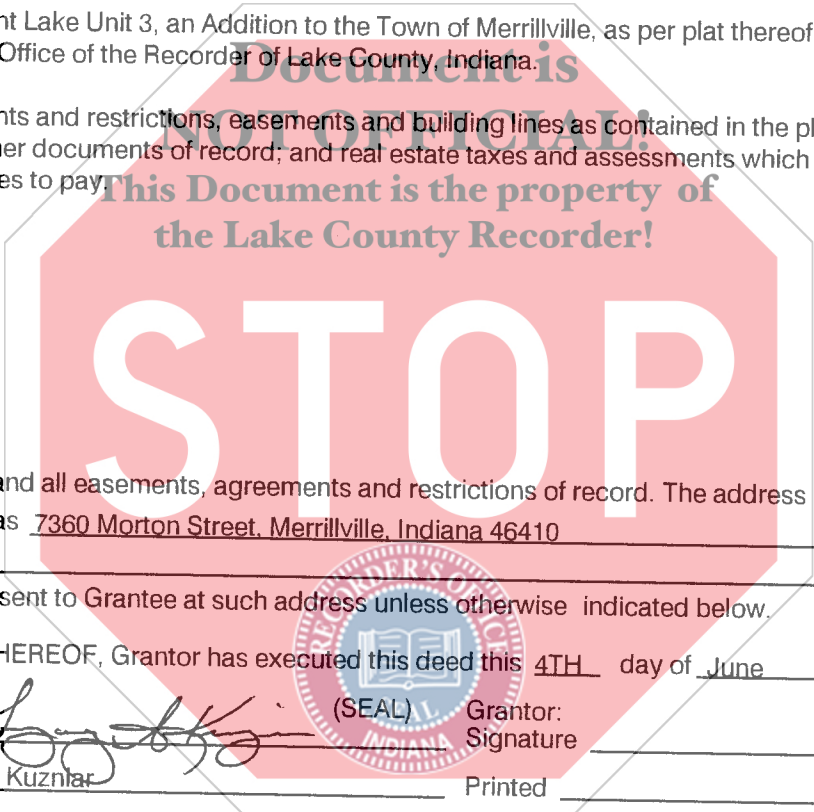 nt Lake Unit 3, an Addition to the Town of Merrillville, as per plat thereof
Office of the Recorder of Lake County, Indiana.
Document is
nts and restrictions, easements and building lines as contained in the pl
NOT OFFICIAL!
er documents of record; and real estate taxes and assessments which
es to pay.
This Document is the property of
the Lake County Recorder!
STOP
and all easements, agreements and restrictions of record. The address
as 7360 Morton Street, Merrillville, Indiana 46410
sent to Grantee at such address unless otherwise indicated below.
HEREOF, Grantor has executed this deed this 4TH day of June
(SEAL) Grantor:
Signature
Kuzniar
Printed
RECORDER'S OFFICE
SEAL
INDIANA